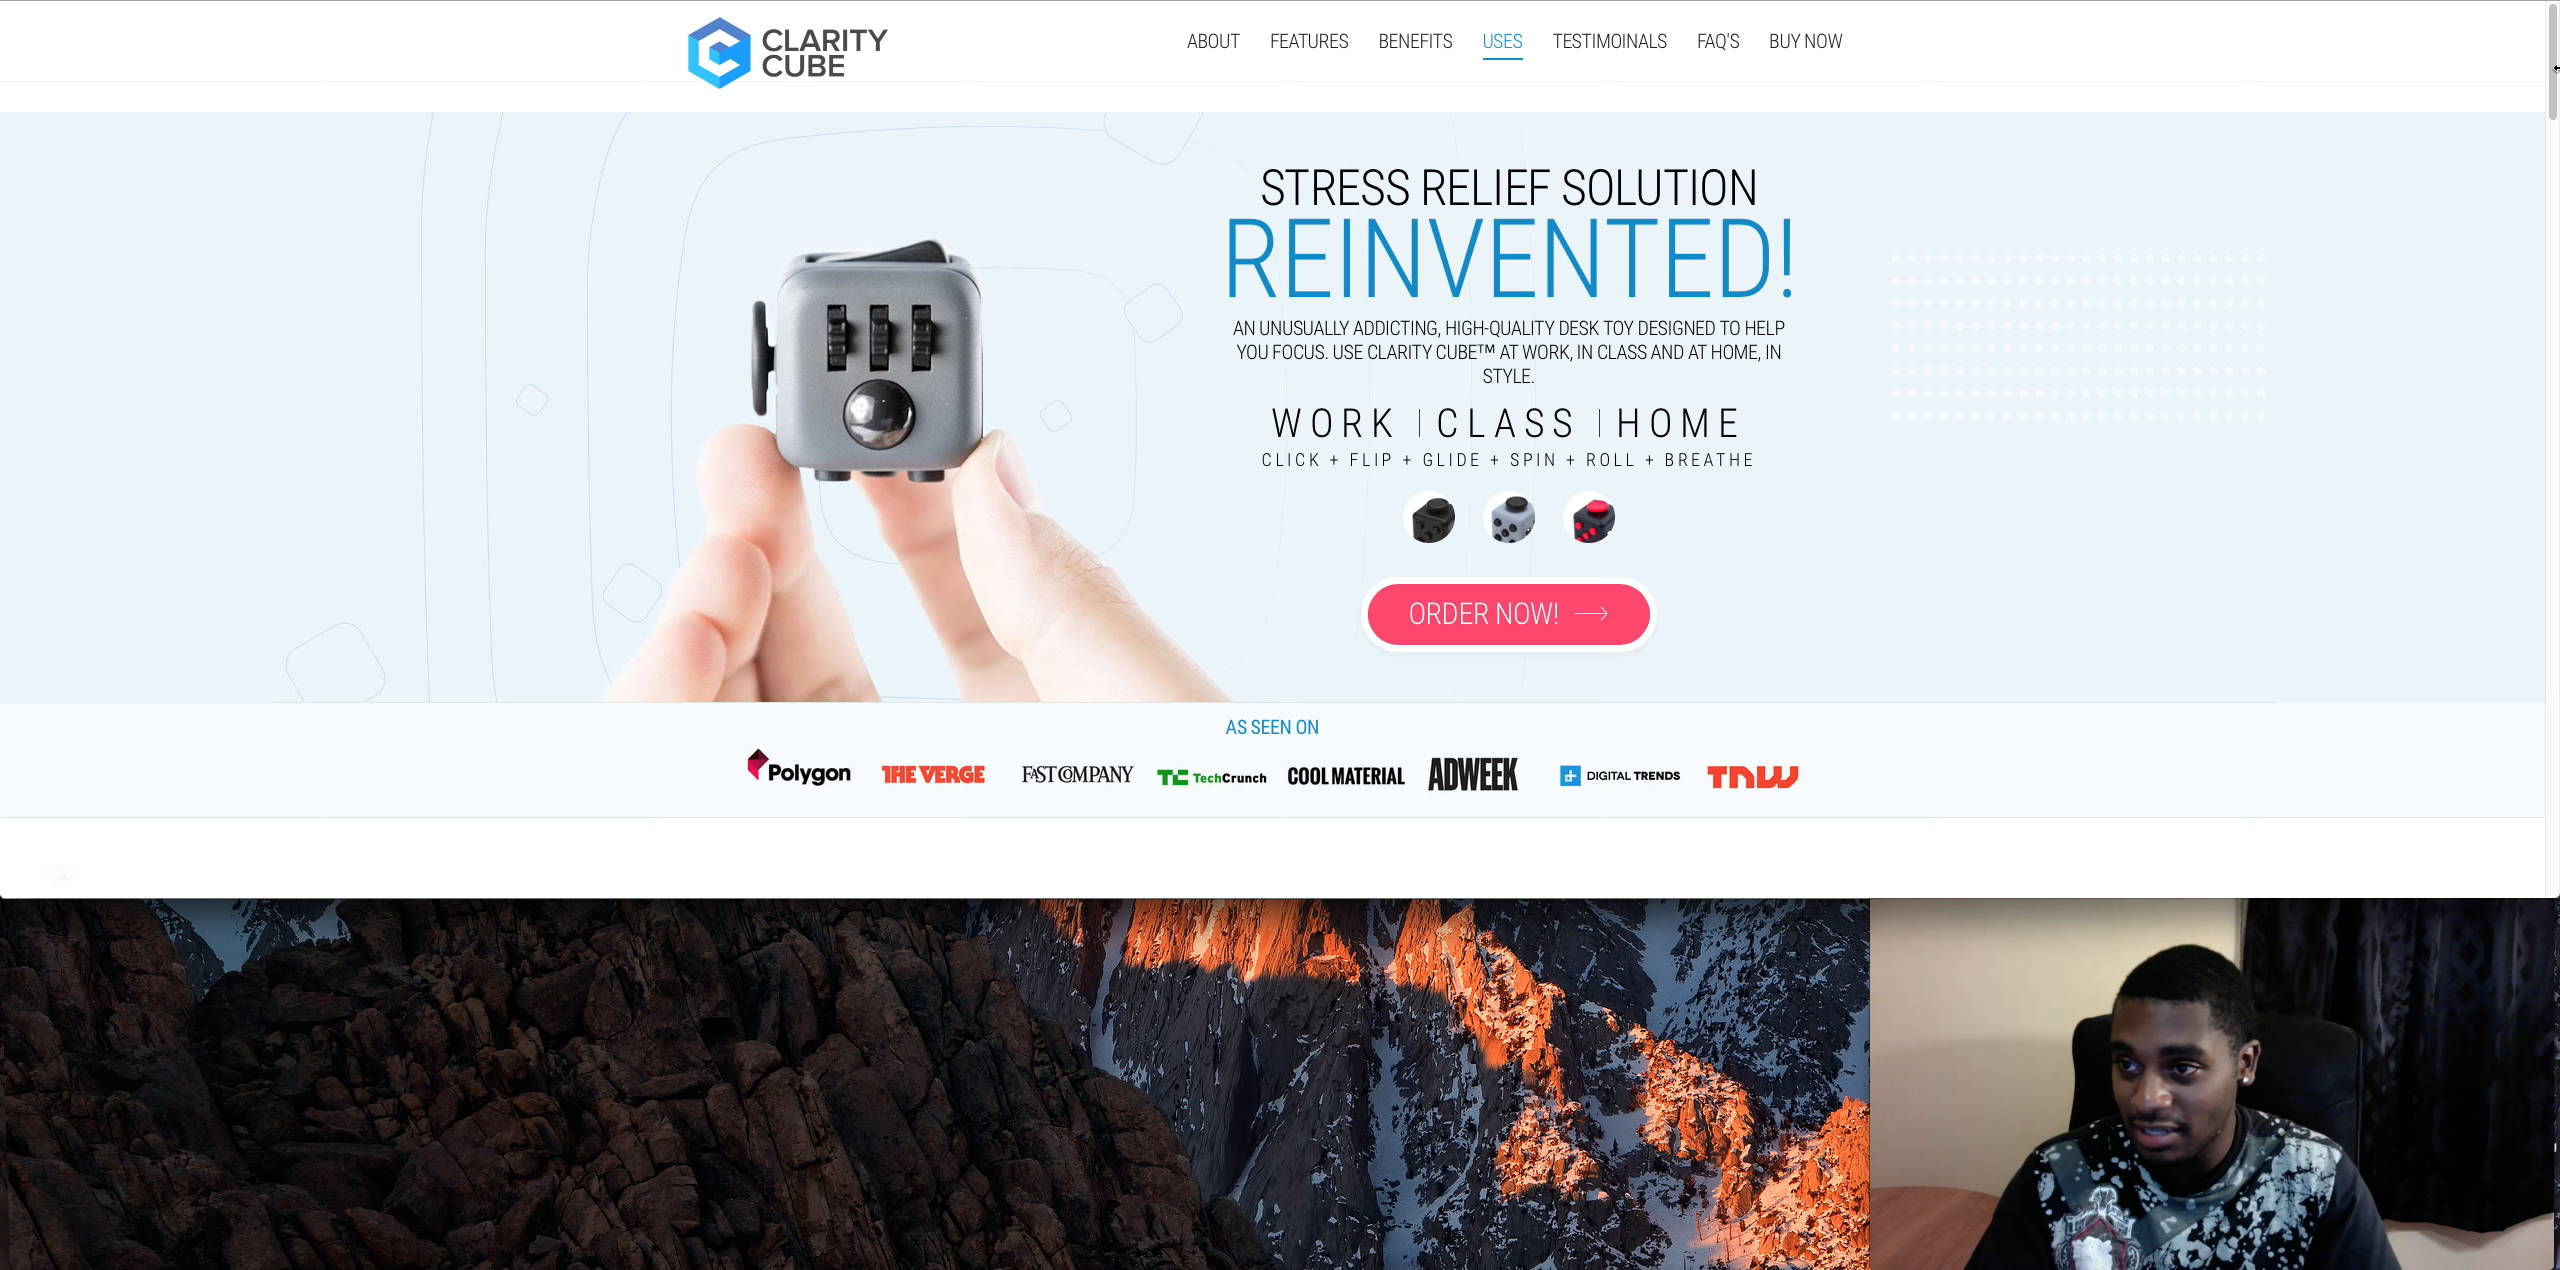 CLARITY
CUBE
ABOUT FEATURES BENEFITS USES TESTIMOINALS FAQ'S BUY NOW
STRESS RELIEF SOLUTION
REINVENTED!
AN UNUSUALLY ADDICTING, HIGH-QUALITY DESK TOY DESIGNED TO HELP
YOU FOCUS. USE CLARITY CUBE™ AT WORK, IN CLASS AND AT HOME, IN
STYLE.
WORK | CLASS | HOME
CLICK + FLIP + GLIDE + SPIN + ROLL + BREATHE
ORDER NOW!
AS SEEN ON
Polygon THE VERGE FAST COMPANY TC TechCrunch COOL MATERIAL ADWEEK DIGITAL TRENDS TNW